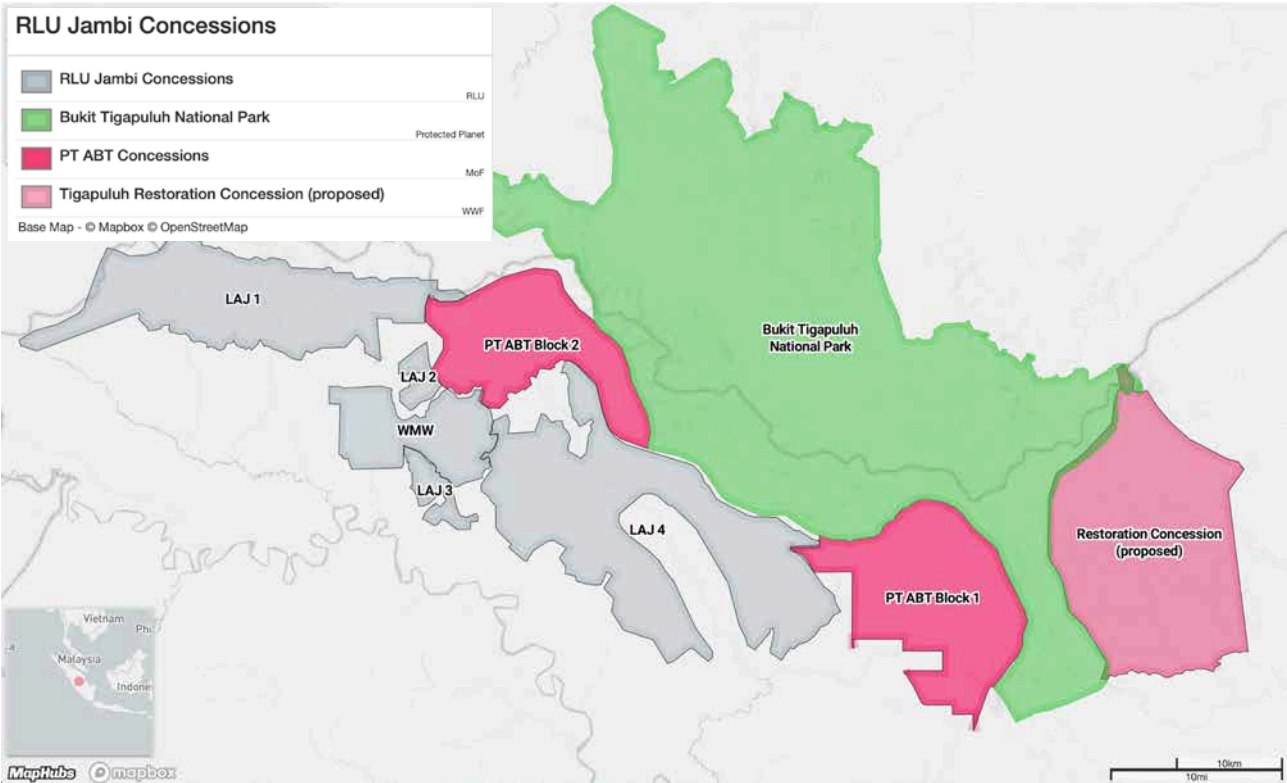 RLU Jambi Concessions
RLU Jambi Concessions
RLU
Bukit Tigapuluh National Park
Protected Planet
PT ABT Concessions
MoF
Tigapuluh Restoration Concession (proposed)
WWF
Base Map - © Mapbox © OpenStreetMap
LAJ 1
PT ABT Block 2
Bukit Tigapuluh
National Park
LAJ 2
WMW
LAJ 3
LAJ 4
Restoration Concession
(proposed)
PT ABT Block 1
Vietnam
Phi
Malaysia
Indone
MapHubs
mapbox
10km
10mi